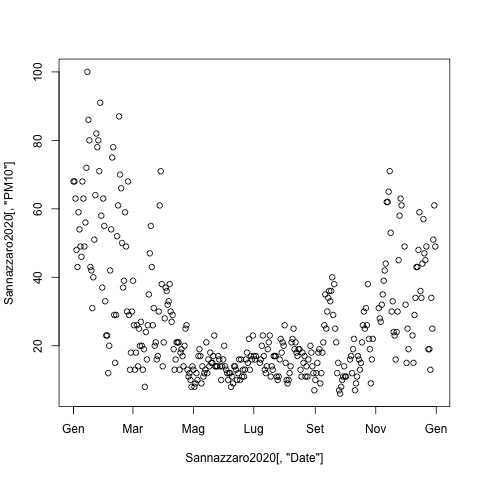 Sannazzaro2020[, "PM10"]
100
80
60
40
20
Gen Mar Mag Lug Set Nov Gen
Sannazzaro2020[, "Date"]